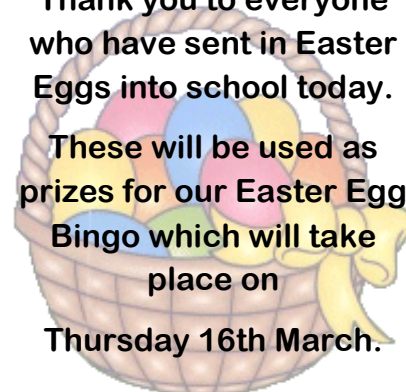 Thank you to everyone
who have sent in Easter
Eggs into school today.
These will be used as
prizes for our Easter Egg
Bingo which will take
place on
Thursday 16th March.